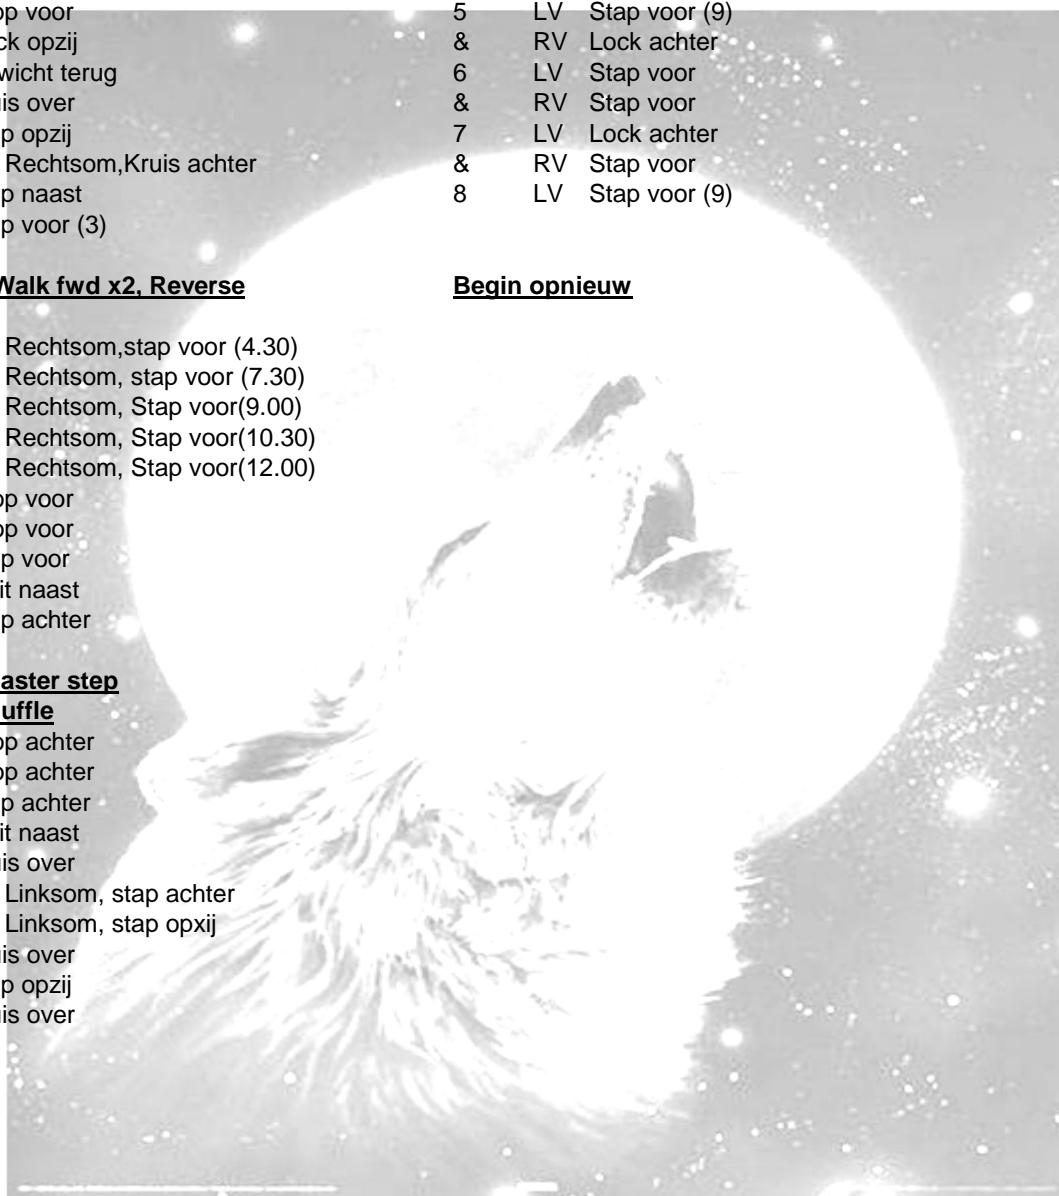 op voor
ck opzij
wicht terug
uis over
p opzij
Rechtsom,Kruis achter
p naast
p voor (3)
Walk fwd x2, Reverse
Rechtsom,stap voor (4.30)
Rechtsom, stap voor (7.30)
Rechtsom, Stap voor(9.00)
Rechtsom, Stap voor(10.30)
Rechtsom, Stap voor(12.00)
op voor
op voor
p voor
it naast
p achter
aster step
uffle
op achter
op achter
p achter
it naast
uis over
Linksom, stap achter
Linksom, stap opxij
uis over
p opzij
uis over
5 LV Stap voor (9)
& RV Lock achter
6 LV Stap voor
& RV Stap voor
7 LV Lock achter
& RV Stap voor
8 LV Stap voor (9)
Begin opnieuw